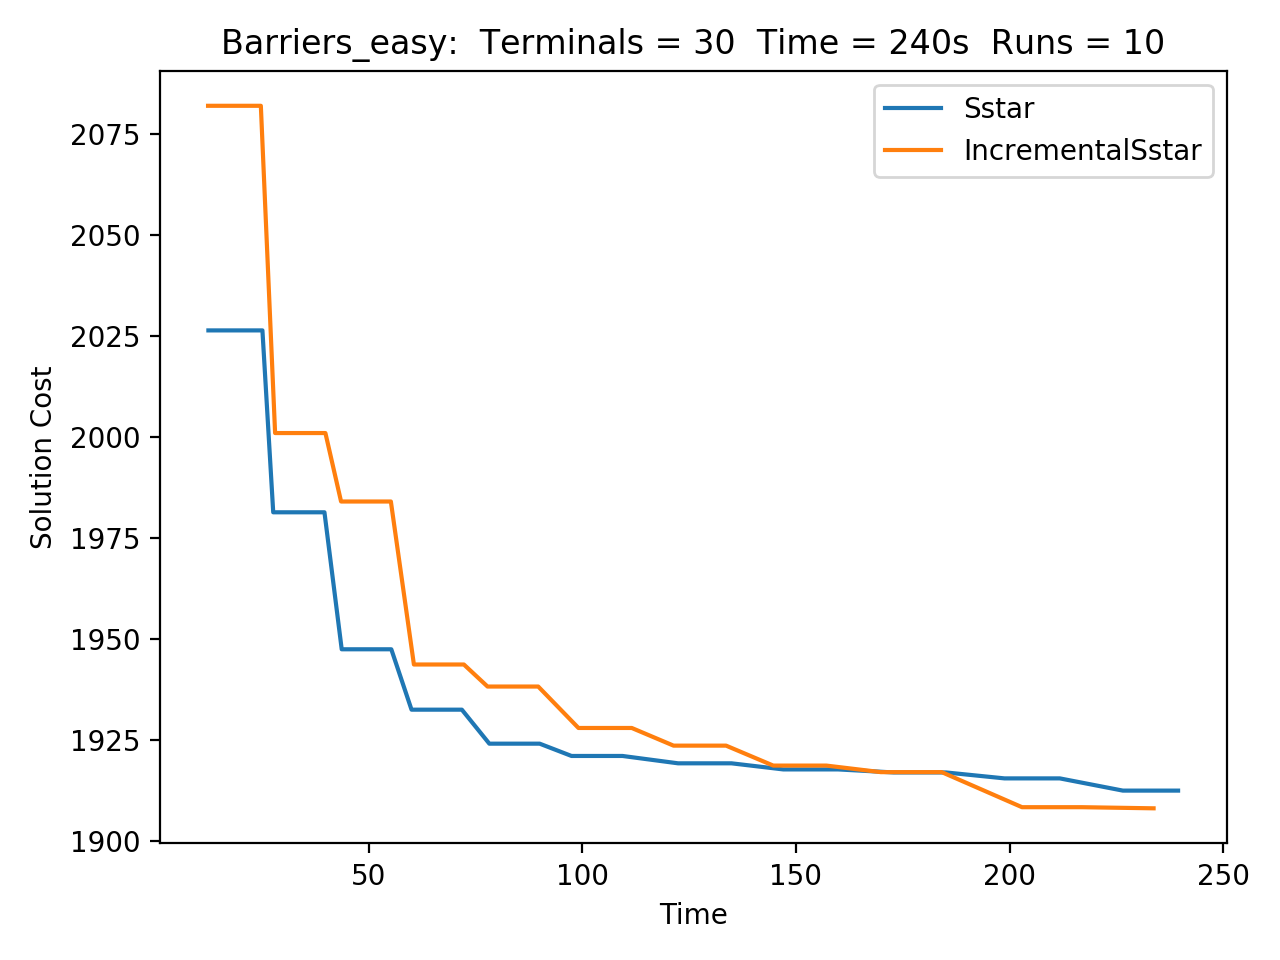 Barriers_easy:  Terminals = 30  Time = 240s  Runs = 10
Sstar
IncrementalSstar
2075
2050
2025
2000
1975
1950
1925
1900
Solution Cost
50
100
150
200
250
Time